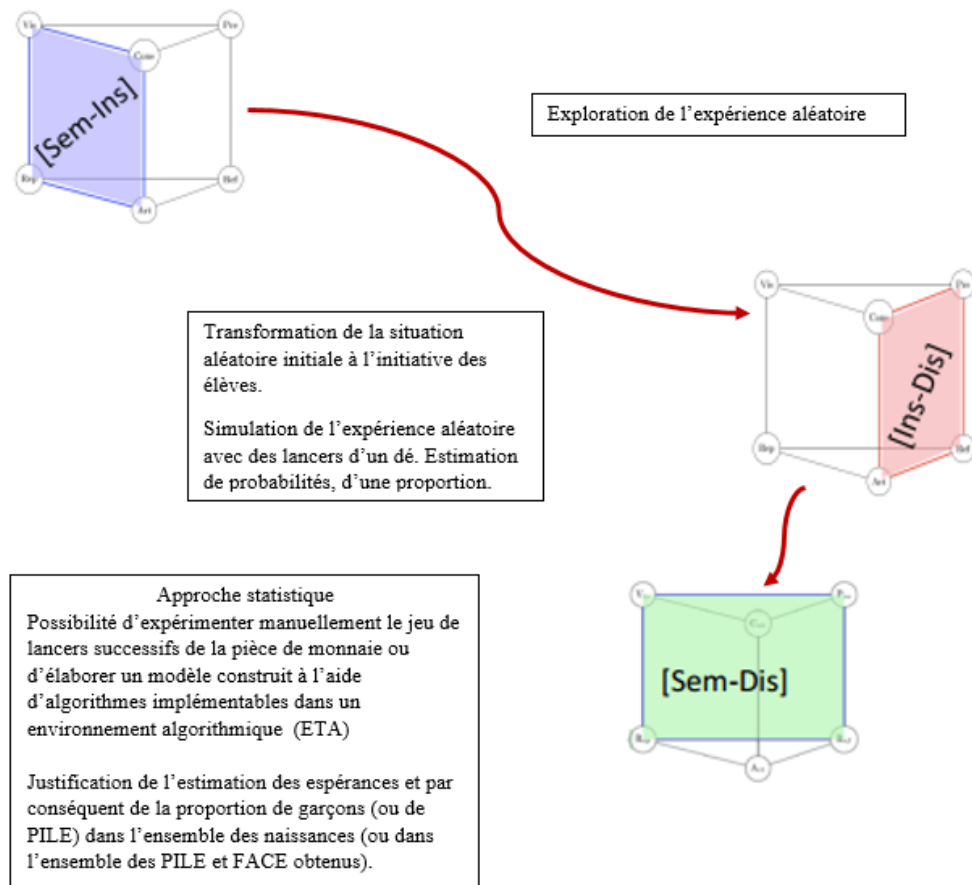 Vis
Pre
Cons
[Sem-Ins]
Rep
Ref
Exploration de l’expérience aléatoire
Vis
Pre
Cons
[Ins-Dis]
Rep
Ref
Transformation de la situation
aléatoire initiale à l’initiative des
élèves.
Simulation de l’expérience aléatoire
avec des lancers d’un dé. Estimation
de probabilités, d’une proportion.
[Sem-Dis]
Approche statistique
Possibilité d’expérimenter manuellement le jeu de
lancers successifs de la pièce de monnaie ou
d’élaborer un modèle construit à l’aide
d’algorithmes implémentables dans un
environnement algorithmique (ETA)
Justification de l’estimation des espérances et par
conséquent de la proportion de garçons (ou de
PILE) dans l’ensemble des naissances (ou dans
l’ensemble des PILE et FACE obtenus).